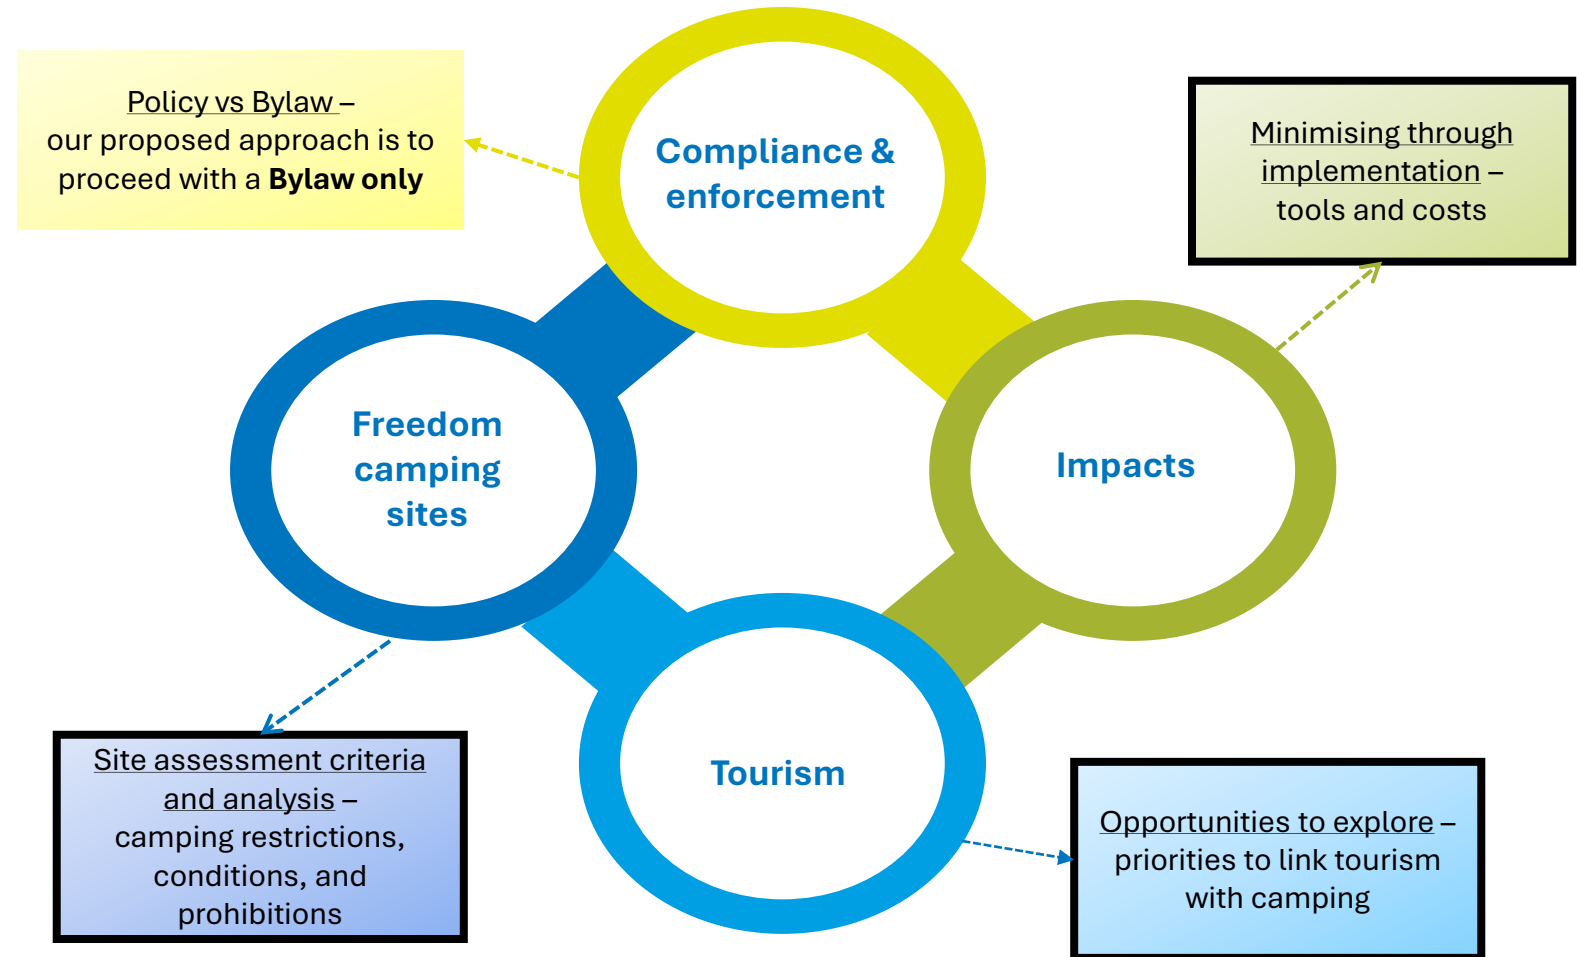 Policy vs Bylaw –
our proposed approach is to
proceed with a Bylaw only
Compliance &
enforcement
Minimising through
implementation –
tools and costs
Freedom
camping
sites
Impacts
Tourism
Site assessment criteria
and analysis –
camping restrictions,
conditions, and
prohibitions
Opportunities to explore –
priorities to link tourism
with camping